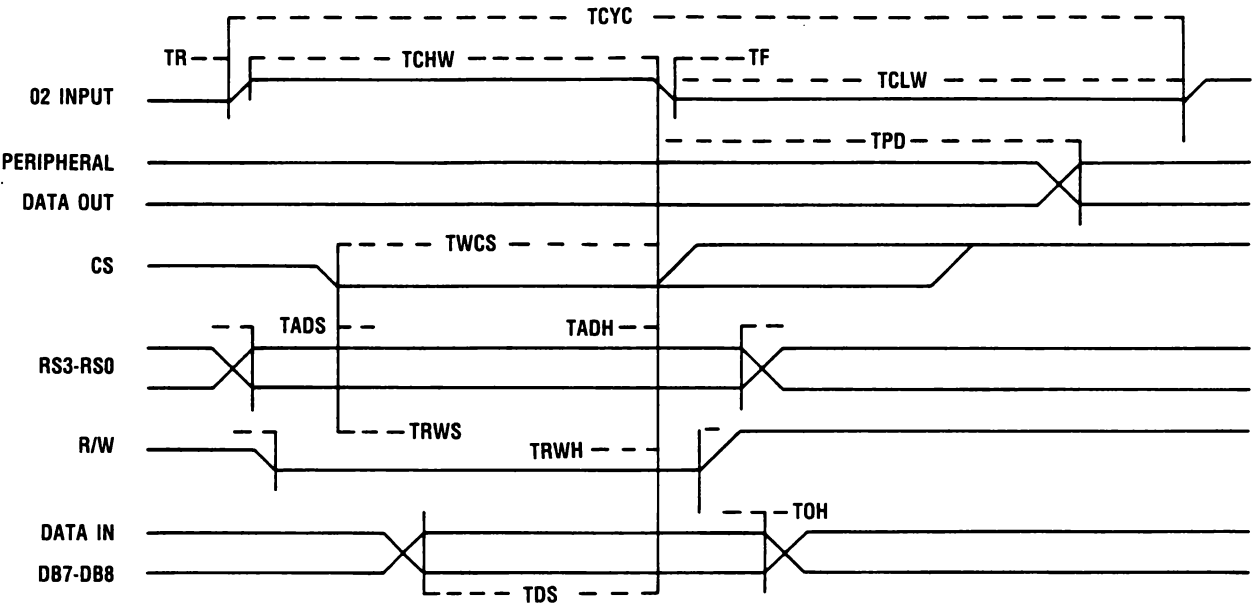 TCYC
TR
TCHW
TF
TCLW
02 INPUT
TPD
PERIPHERAL
DATA OUT
TWCS
CS
TADS
TADH
RS3-RS0
TRWS
R/W
TRWH
TOH
DATA IN
DB7-DB8
TDS